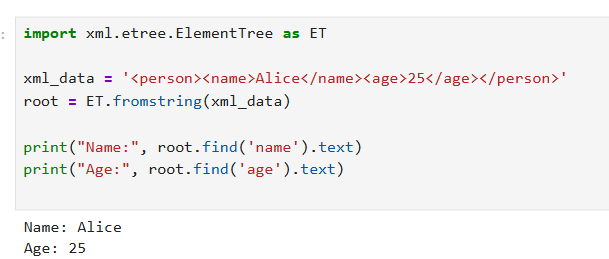 import xml.etree.ElementTree as ET
xml_data = '<person><name>Alice</name><age>25</age></person>'
root = ET.fromstring(xml_data)
print("Name:", root.find('name').text)
print("Age:", root.find('age').text)
Name: Alice
Age: 25